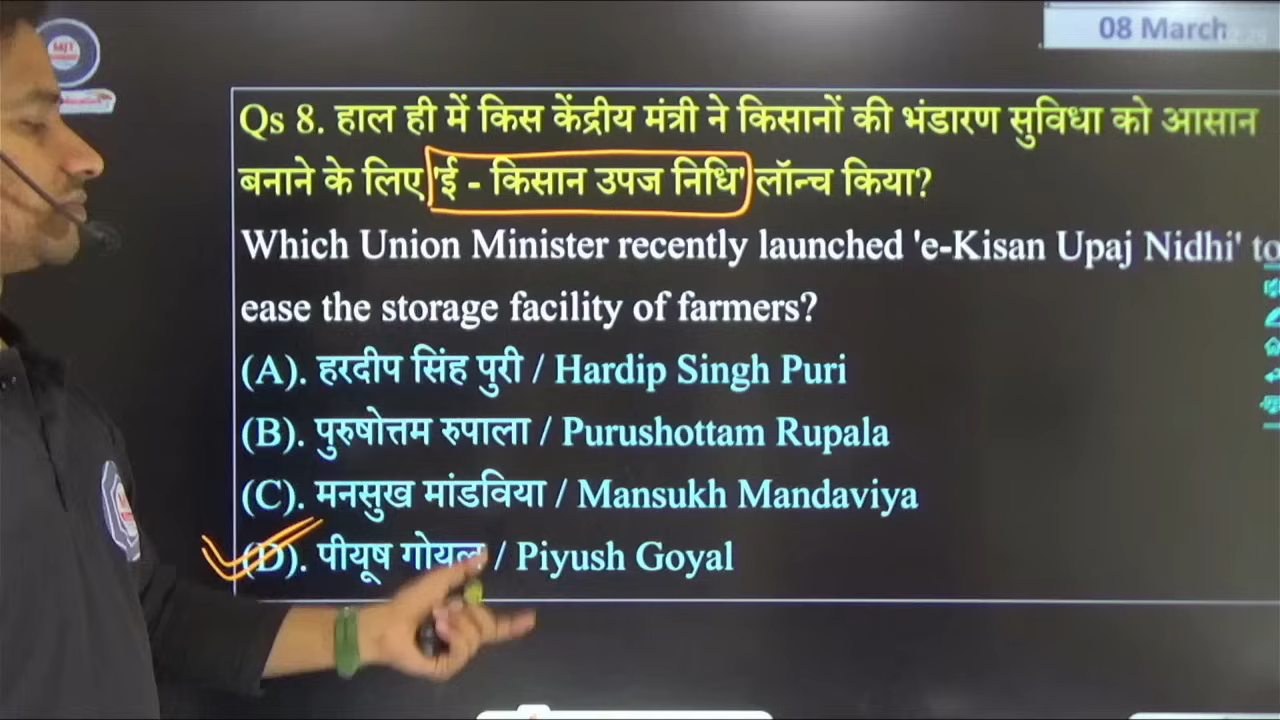 08 March
Qs 8. हाल ही में किस केंद्रीय मंत्री ने किसानों की भंडारण सुविधा को आसान
बनाने के लिए 'ई - किसान उपज निधि' लॉन्च किया?
Which Union Minister recently launched 'e-Kisan Upaj Nidhi' to
ease the storage facility of farmers?
(A). हरदीप सिंह पुरी / Hardip Singh Puri
(B). पुरुषोत्तम रुपाला / Purushottam Rupala
(C). मनसुख मांडविया / Mansukh Mandaviya
(D). पीयूष गोयल / Piyush Goyal